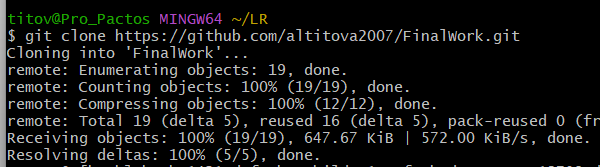 titov@Pro_Pactos MINGW64 ~/LR
$ git clone https://github.com/altitova2007/FinalWork.git
Cloning into 'FinalWork'...
remote: Enumerating objects: 19, done.
remote: Counting objects: 100% (19/19), done.
remote: Compressing objects: 100% (12/12), done.
remote: Total 19 (delta 5), reused 16 (delta 5), pack-reused 0 (fr
Receiving objects: 100% (19/19), 647.67 KiB | 572.00 KiB/s, done.
Resolving deltas: 100% (5/5), done.